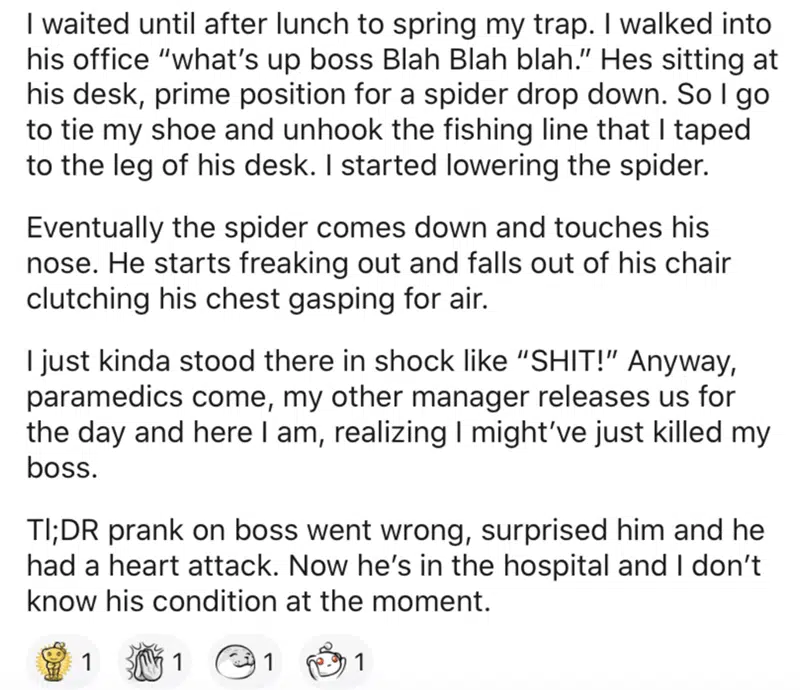 I waited until after lunch to spring my trap. I walked into
his office “what’s up boss Blah Blah blah.” Hes sitting at
his desk, prime position for a spider drop down. So I go
to tie my shoe and unhook the fishing line that I taped
to the leg of his desk. I started lowering the spider.
Eventually the spider comes down and touches his
nose. He starts freaking out and falls out of his chair
clutching his chest gasping for air.
I just kinda stood there in shock like “SHIT!” Anyway,
paramedics come, my other manager releases us for
the day and here I am, realizing I might’ve just killed my
boss.
Tl;DR prank on boss went wrong, surprised him and he
had a heart attack. Now he’s in the hospital and I don’t
know his condition at the moment.
1 1 1 1